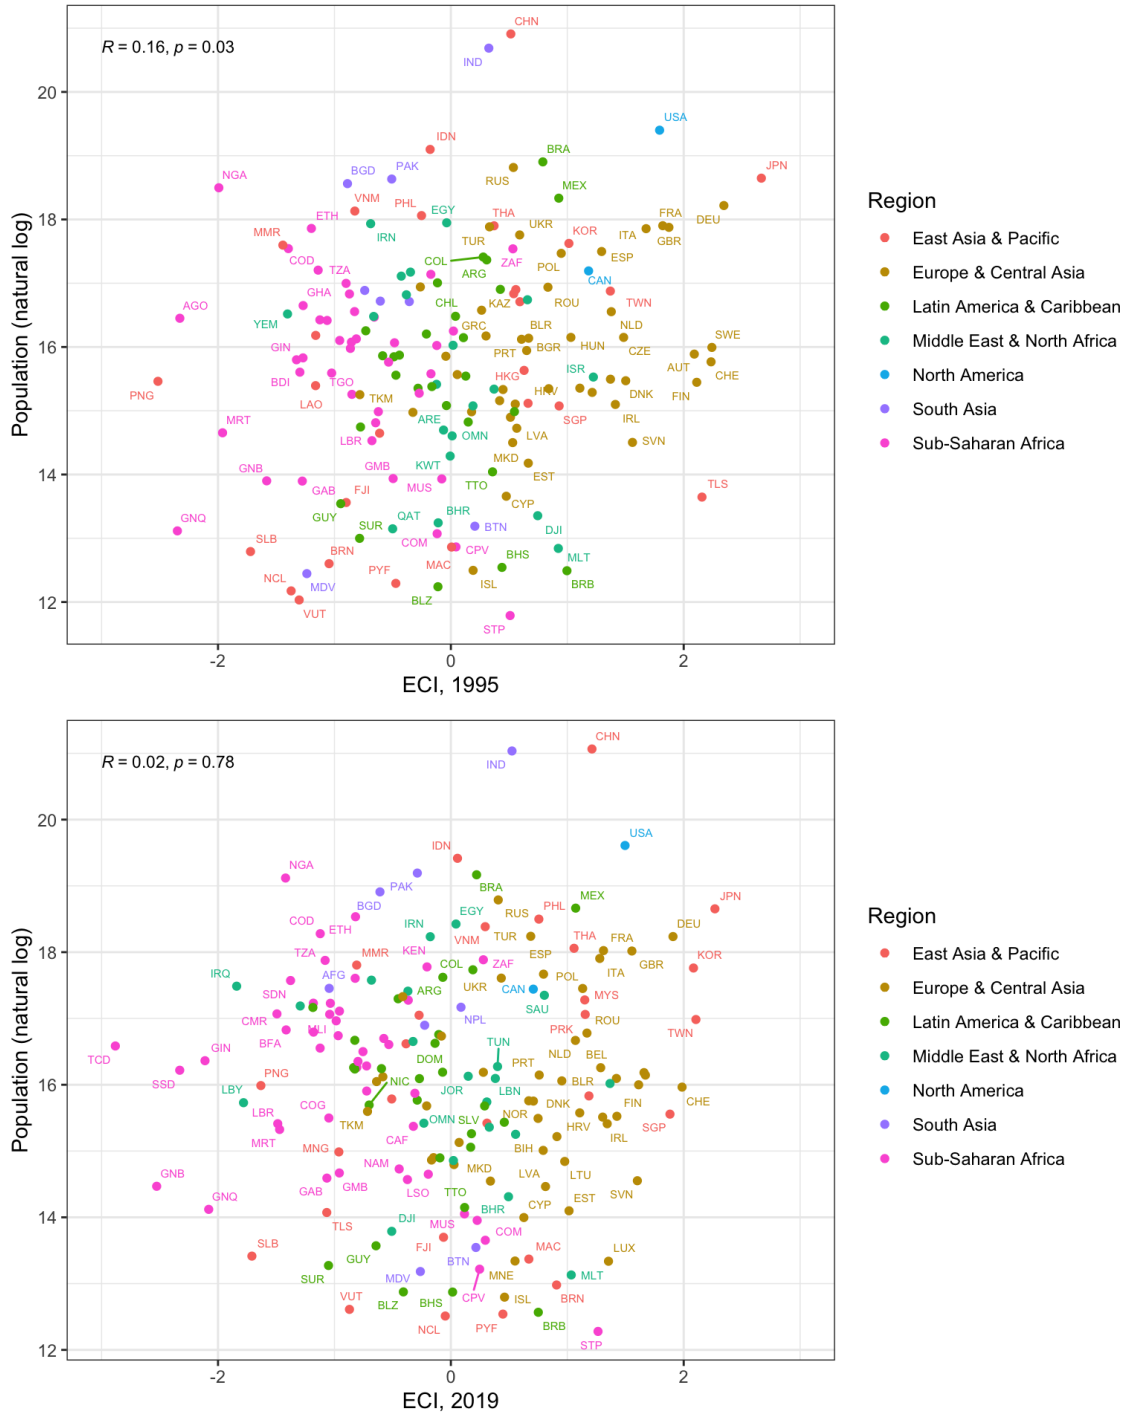 CHN
R = 0.16, p = 0.03
IND
20
USA
IDN
BRA
JPN
NGA
BGD
PAK
RUS
MEX
VNM
PHL
EGY
THA
FRA
DEU
18
ETH
UKR
ITA
GBR
MMR
IRN
TUR
KOR
COD
COL
ZAF
POL
ESP
TZA
ARG
CAN
AGO
GHA
CHL
KAZ
ROU
TWN
YEM
GRC
BLR
NLD
SWE
16
GIN
PRT
BGR
HUN
CZE
AUT
CHE
BDI
TGO
HKG
ISR
PNG
LAO
TKM
HRV
DNK
FIN
MRT
ARE
OMN
SGP
IRL
LBR
LVA
SVN
GNB
GMB
KWT
MKD
14
GAB
FJI
MUS
TTO
EST
TLS
GNQ
GUY
CYP
SUR
QAT
BHR
BTN
DJI
SLB
BRN
COM
CPV
MAC
BHS
MLT
NCL
MDV
PYF
ISL
BRB
12
VUT
BLZ
STP
-2
0
2
ECI, 1995
Population (natural log)
Region
East Asia & Pacific
Europe & Central Asia
Latin America & Caribbean
Middle East & North Africa
North America
South Asia
Sub-Saharan Africa
CHN
R = 0.02, p = 0.78
IND
20
USA
IDN
NGA
PAK
BRA
MEX
JPN
BGD
RUS
PHL
COD
ETH
IRN
EGY
DEU
VNM
TUR
THA
FRA
18
TZA
MMR
KEN
ESP
GBR
KOR
IRQ
AFG
COL
ZAF
POL
ITA
SDN
ARG
UKR
CAN
SAU
MYS
CMR
MLI
NPL
PRK
ROU
TWN
BFA
TUN
TCD
GIN
DOM
PRT
NLD
BEL
16
SSD
PNG
NIC
JOR
LBN
BLR
CHE
LBY
LBR
COG
TKM
OMN
SLV
NOR
DNK
FIN
SGP
MRT
CAF
HRV
IRL
MNG
BIH
GNB
NAM
MKD
LVA
LTU
GAB
GMB
LSO
SVN
GNQ
TTO
CYP
EST
14
TLS
DJI
MUS
BHR
SLB
GUY
FJI
COM
SUR
BTN
MAC
LUX
MDV
MNE
MLT
VUT
BLZ
BHS
CPV
ISL
BRN
NCL
PYF
BRB
STP
12
-2
0
2
ECI, 2019
Population (natural log)
Region
East Asia & Pacific
Europe & Central Asia
Latin America & Caribbean
Middle East & North Africa
North America
South Asia
Sub-Saharan Africa